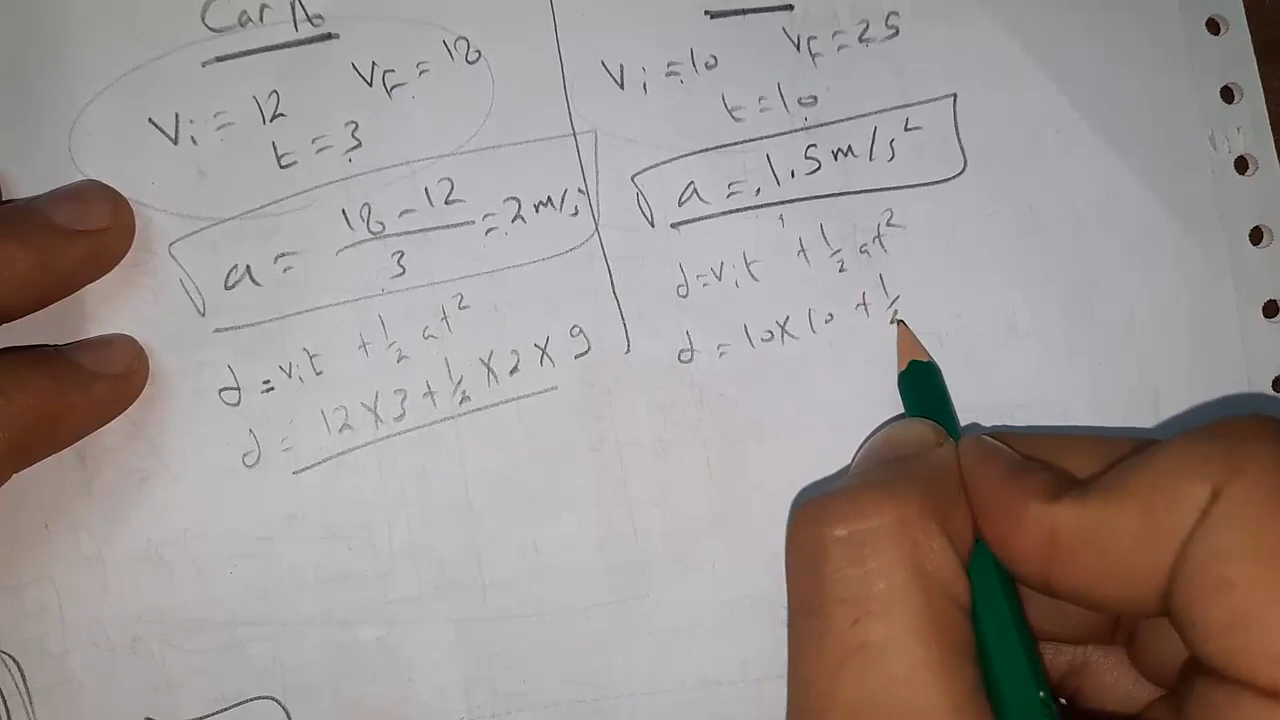 Car A
Vi = 12 VF = 18
t = 3
a = 18 - 12 / 3 = 2 m/s
d = vit + 1/2 at²
d = 12 X 3 + 1/2 X 2 X 9
Vi = 10 VF = 25
t = 10
a = 1.5 m/s²
d = vit + 1/2 at²
d = 10 X 10 + 1/2